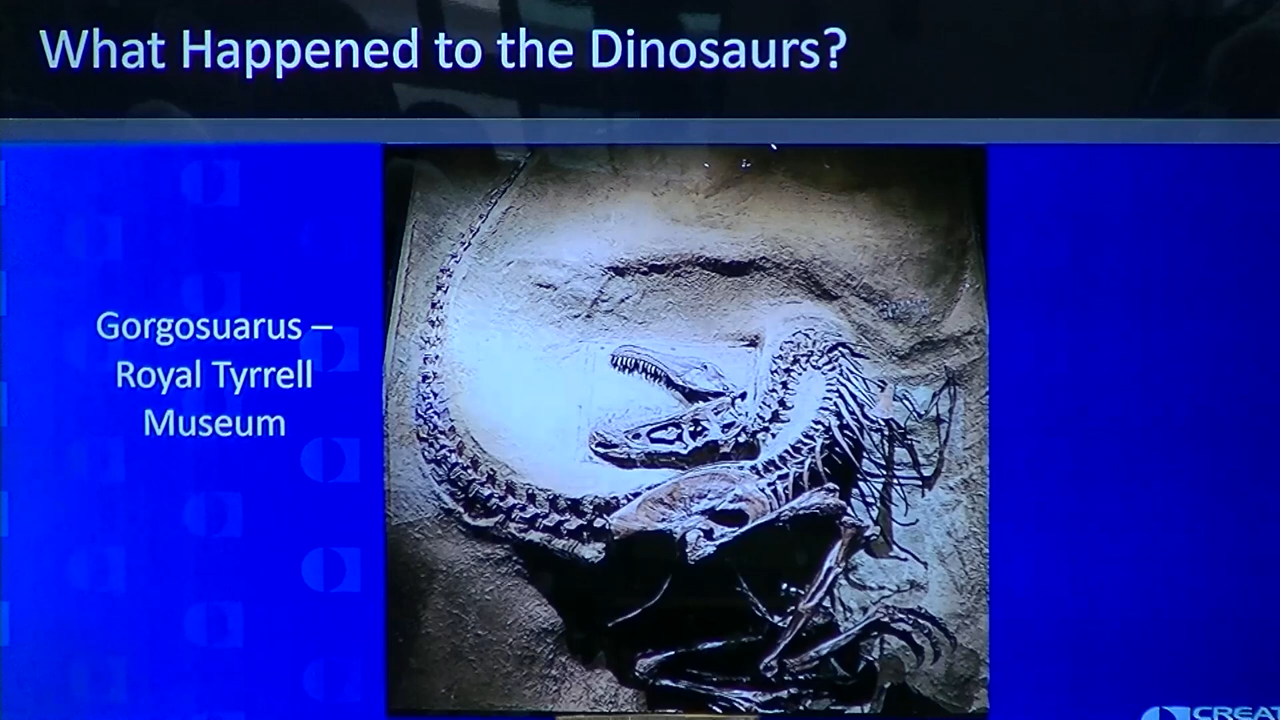 What Happened to the Dinosaurs?
Gorgosuarus –
Royal Tyrrell
Museum